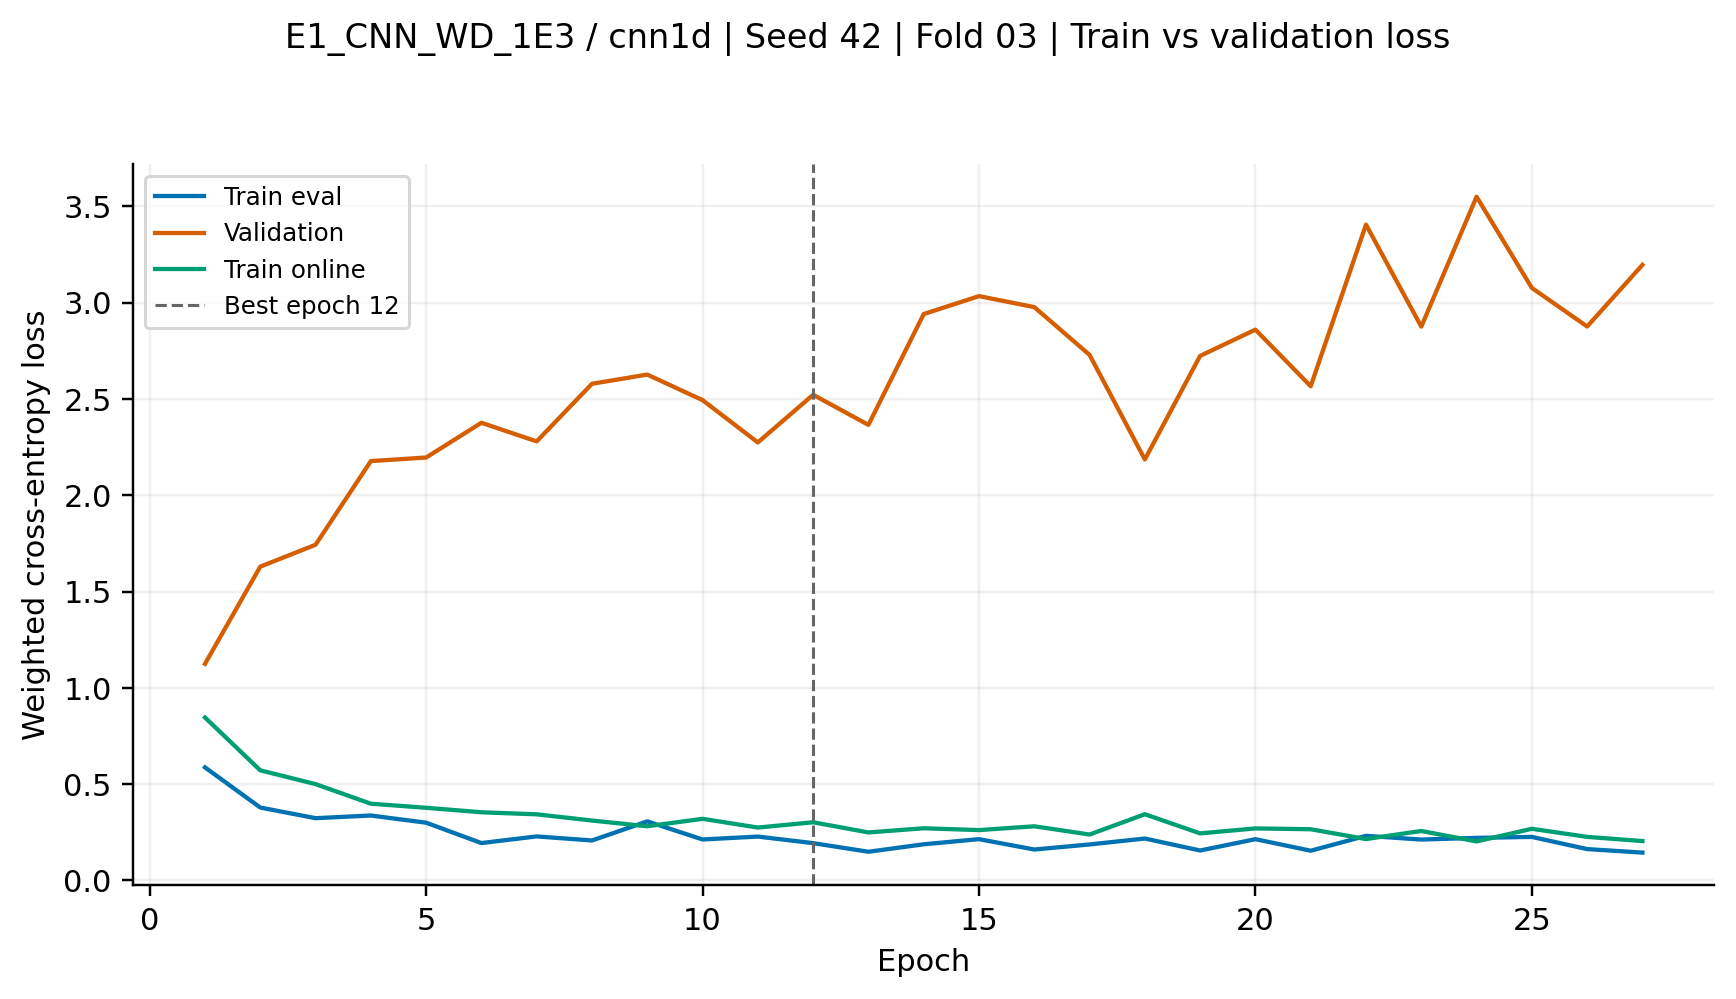 E1_CNN_WD_1E3 / cnn1d | Seed 42 | Fold 03 | Train vs validation loss
Train eval
Validation
Train online
Best epoch 12
Weighted cross-entropy loss
3.5
3.0
2.5
2.0
1.5
1.0
0.5
0.0
0
5
10
15
20
25
Epoch